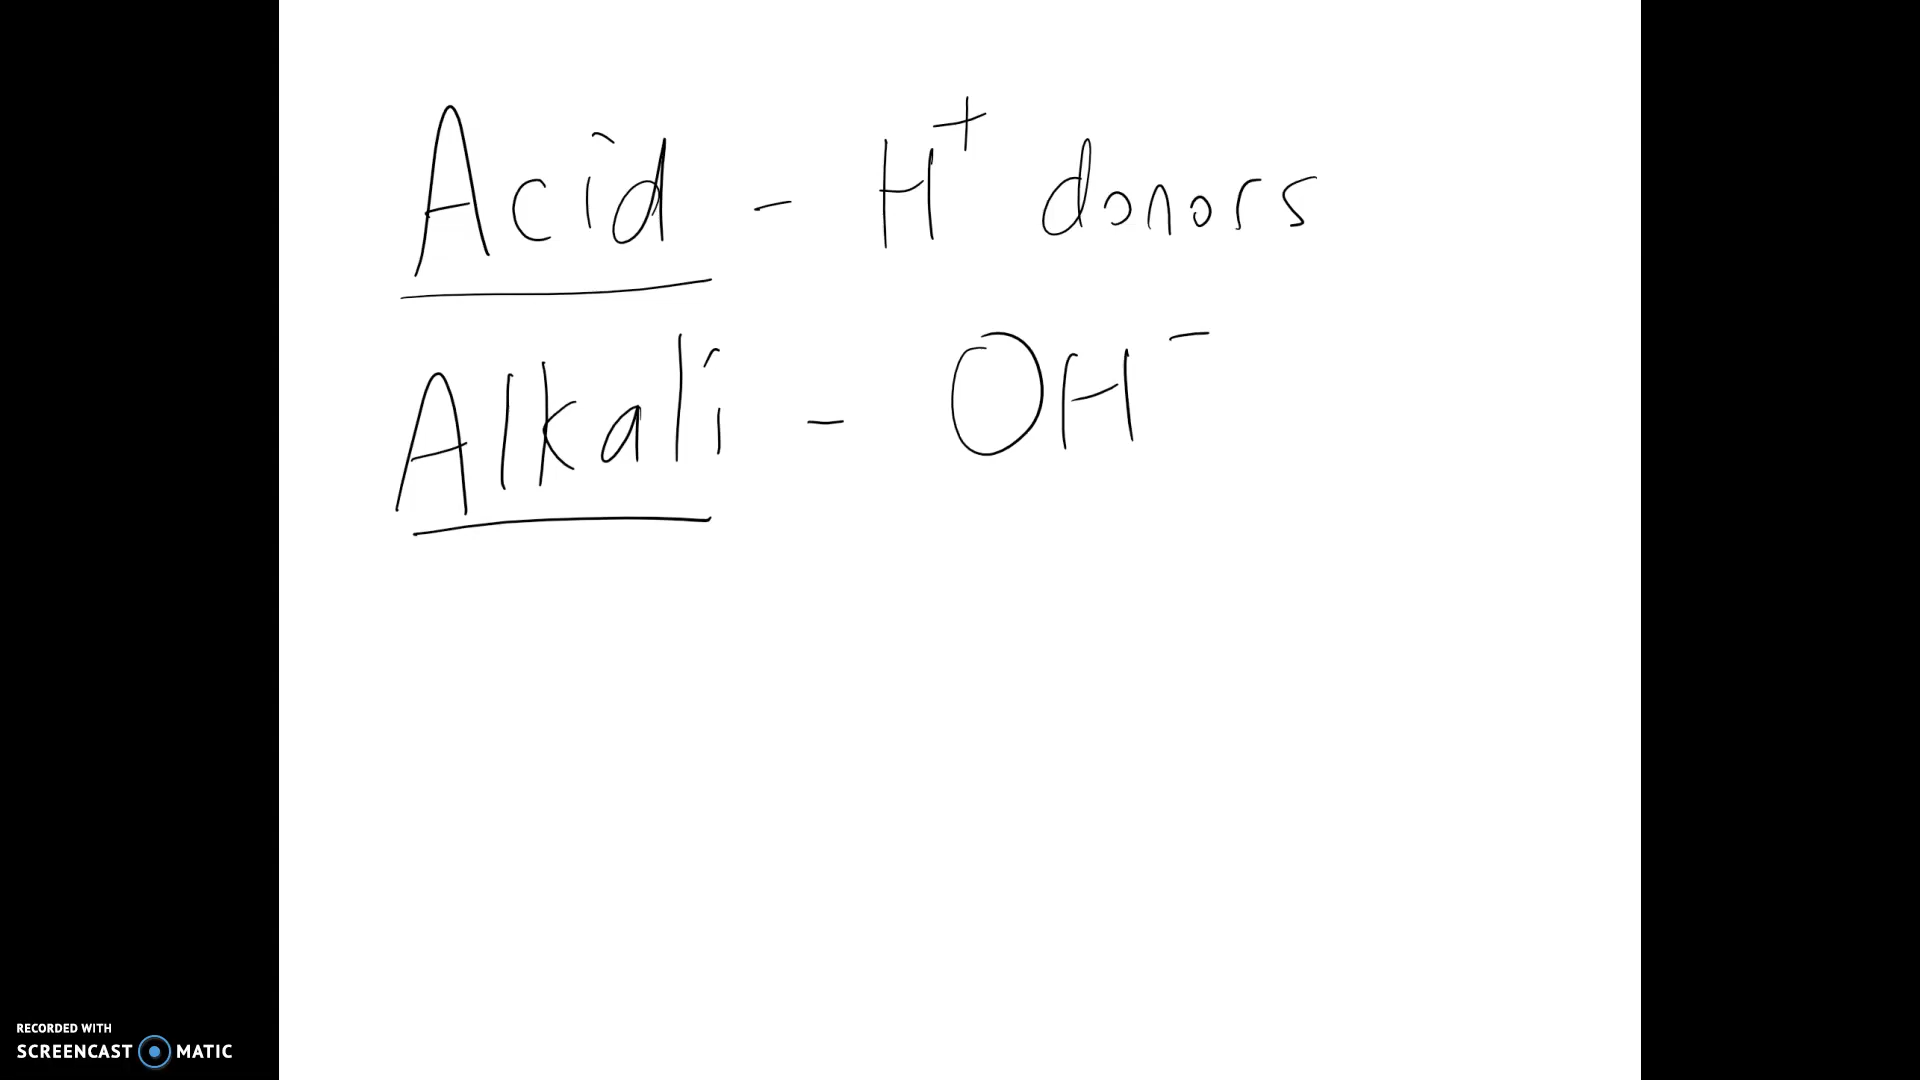 Acid - H⁺ donors
Alkali - OH⁻
RECORDED WITH
SCREENCAST MATIC